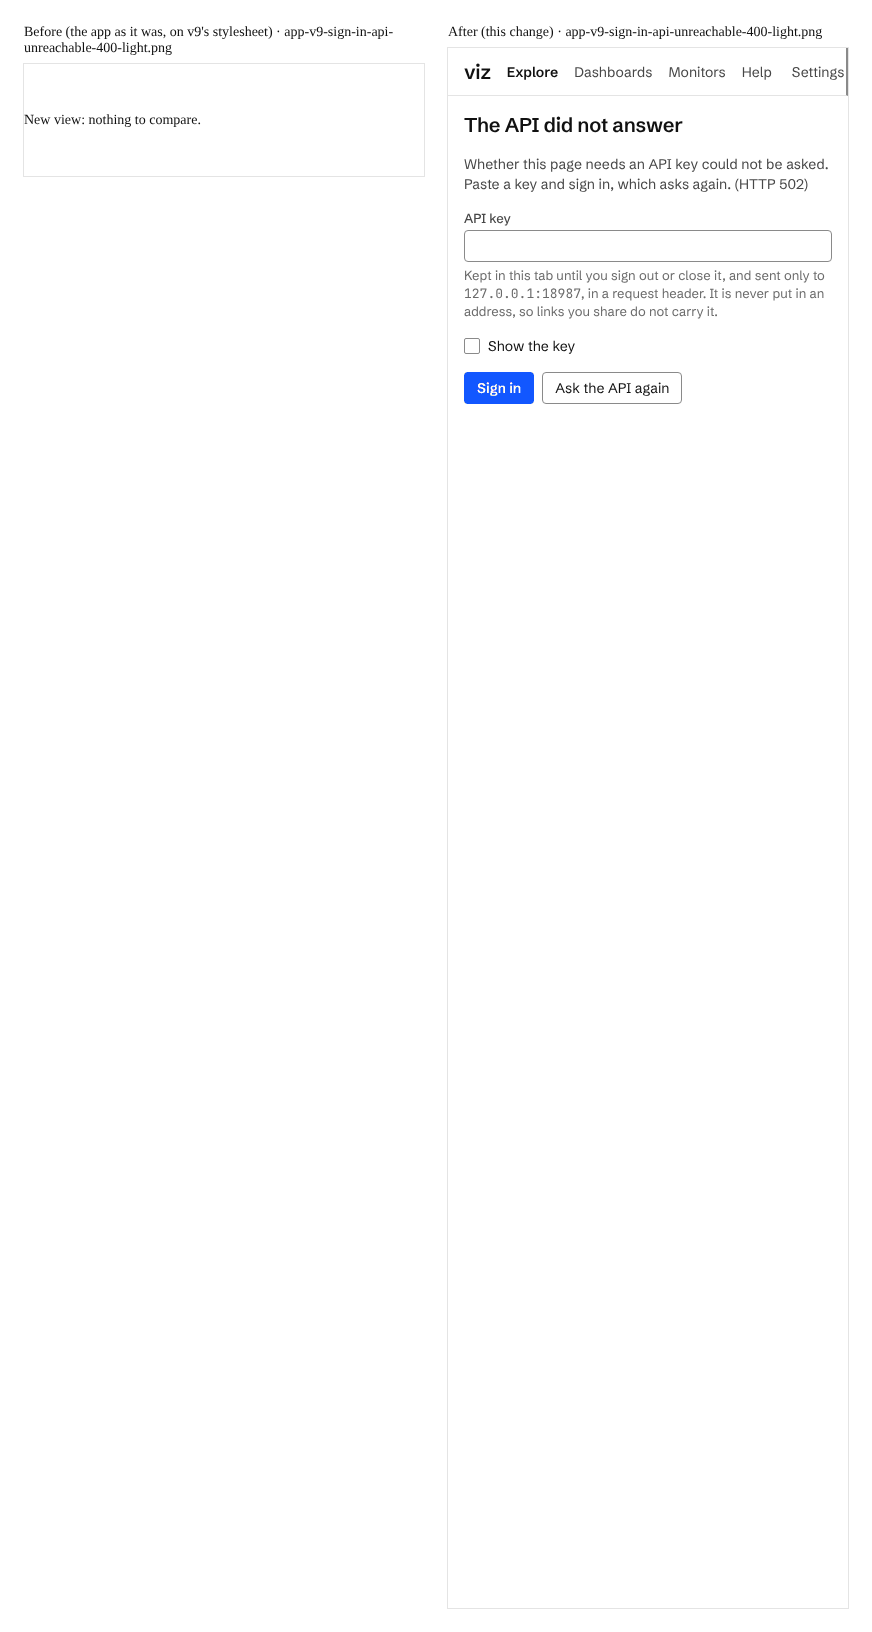 Before (the app as it was, on v9's stylesheet) · app-v9-sign-in-api-
unreachable-400-light.png
New view: nothing to compare.
After (this change) · app-v9-sign-in-api-unreachable-400-light.png
viz Explore Dashboards Monitors Help Settings
The API did not answer
Whether this page needs an API key could not be asked.
Paste a key and sign in, which asks again. (HTTP 502)
API key
Kept in this tab until you sign out or close it, and sent only to
127.0.0.1:18987, in a request header. It is never put in an
address, so links you share do not carry it.
Show the key
Sign in Ask the API again